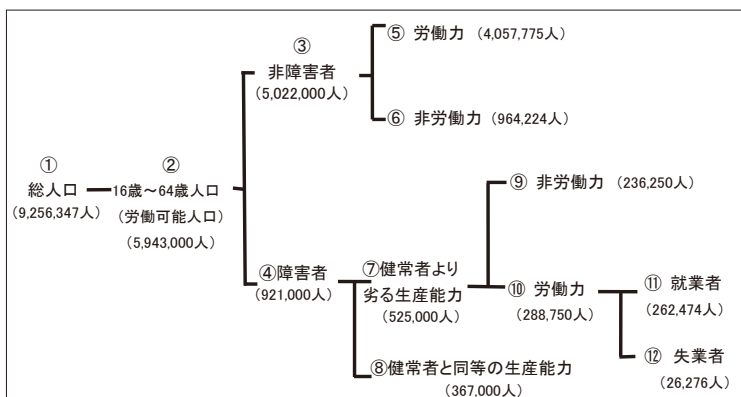 ①
総人口
(9,256,347人)
②
16歳～64歳人口
(労働可能人口)
(5,943,000人)
③
非障害者
(5,022,000人)
④障害者
(921,000人)
⑤ 労働力 (4,057,775人)
⑥ 非労働力 (964,224人)
⑦健常者より
劣る生産能力
(525,000人)
⑧健常者と同等の生産能力
(367,000人)
⑨ 非労働力 (236,250人)
⑩ 労働力
(288,750人)
⑪ 就業者
(262,474人)
⑫ 失業者
(26,276人)